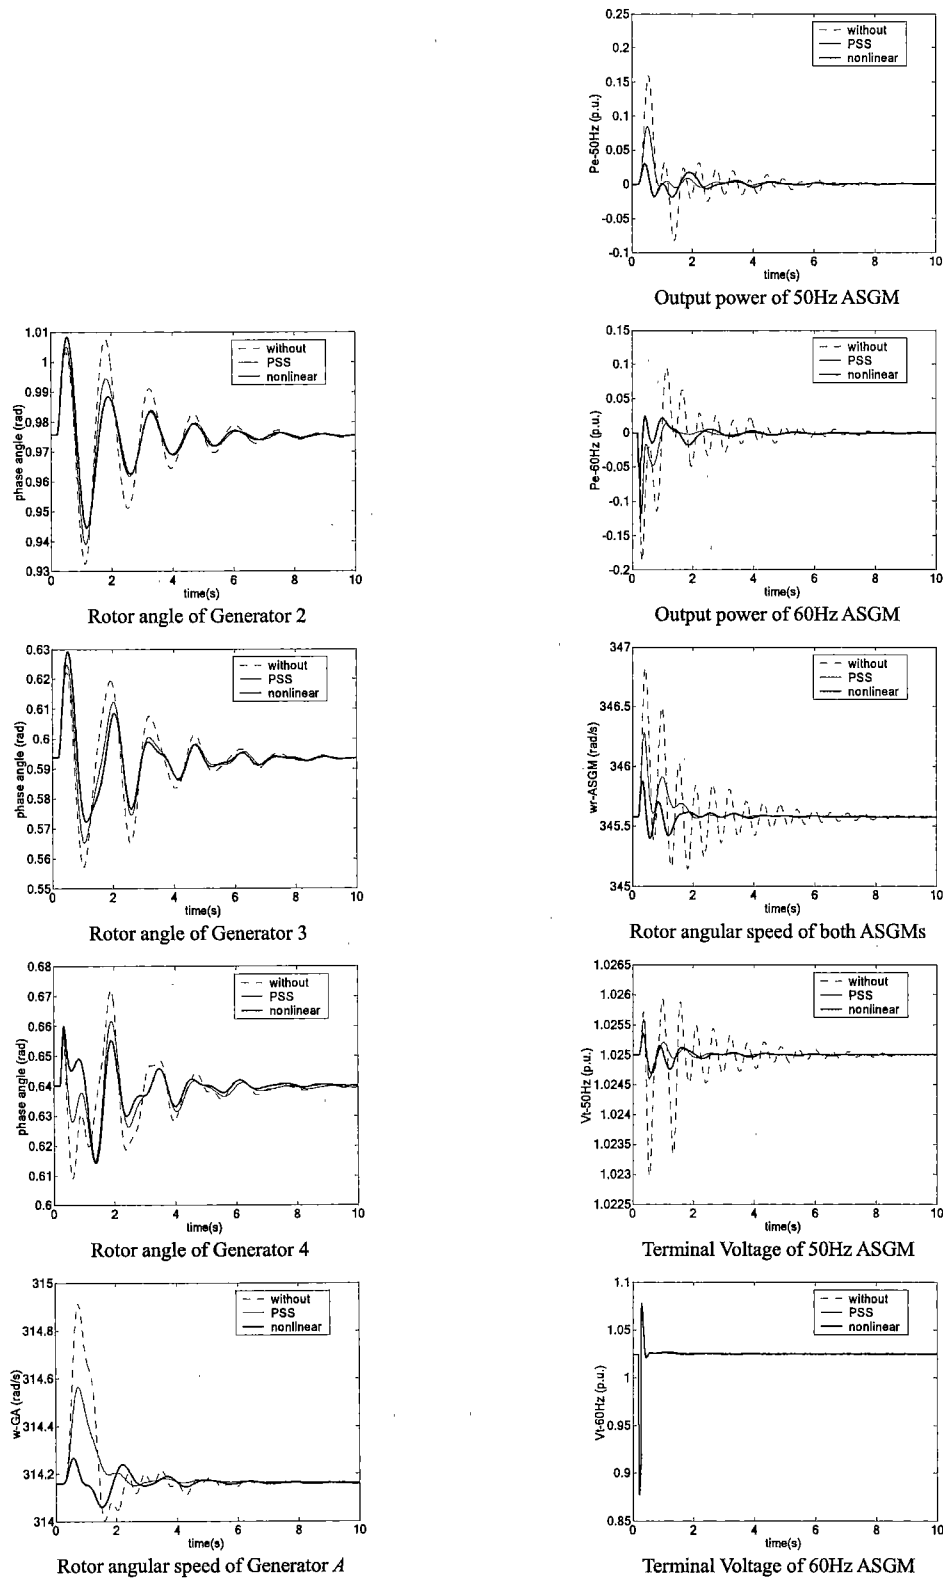 0.25
0.2
0.15
0.1
0.05
0
-0.05
-0.1
Pe-50Hz (p.u.)
without
PSS
nonlinear
0 2 4 6 8 10
time(s)
Output power of 50Hz ASGM
1.01
1
0.99
0.98
0.97
0.96
0.95
0.94
0.93
phase angle (rad)
without
PSS
nonlinear
0 2 4 6 8 10
time(s)
Rotor angle of Generator 2
0.15
0.1
0.05
0
-0.05
-0.1
-0.15
-0.2
Pe-60Hz (p.u.)
without
PSS
nonlinear
0 2 4 6 8 10
time(s)
Output power of 60Hz ASGM
0.63
0.62
0.61
0.6
0.59
0.58
0.57
0.56
0.55
phase angle (rad)
without
PSS
nonlinear
0 2 4 6 8 10
time(s)
Rotor angle of Generator 3
347
346.5
346
345.5
345
wr-ASGM (rad/s)
without
PSS
nonlinear
0 2 4 6 8 10
time(s)
Rotor angular speed of both ASGMs
0.68
0.67
0.66
0.65
0.64
0.63
0.62
0.61
0.6
phase angle (rad)
without
PSS
nonlinear
0 2 4 6 8 10
time(s)
Rotor angle of Generator 4
1.0265
1.026
1.0255
1.025
1.0245
1.024
1.0235
1.023
1.0225
Vt-50Hz (p.u.)
without
PSS
nonlinear
0 2 4 6 8 10
time(s)
Terminal Voltage of 50Hz ASGM
315
314.8
314.6
314.4
314.2
314
w-GA (rad/s)
without
PSS
nonlinear
0 2 4 6 8 10
time(s)
Rotor angular speed of Generator A
1.1
1.05
1
0.95
0.9
0.85
Vt-60Hz (p.u.)
without
PSS
nonlinear
0 2 4 6 8 10
time(s)
Terminal Voltage of 60Hz ASGM